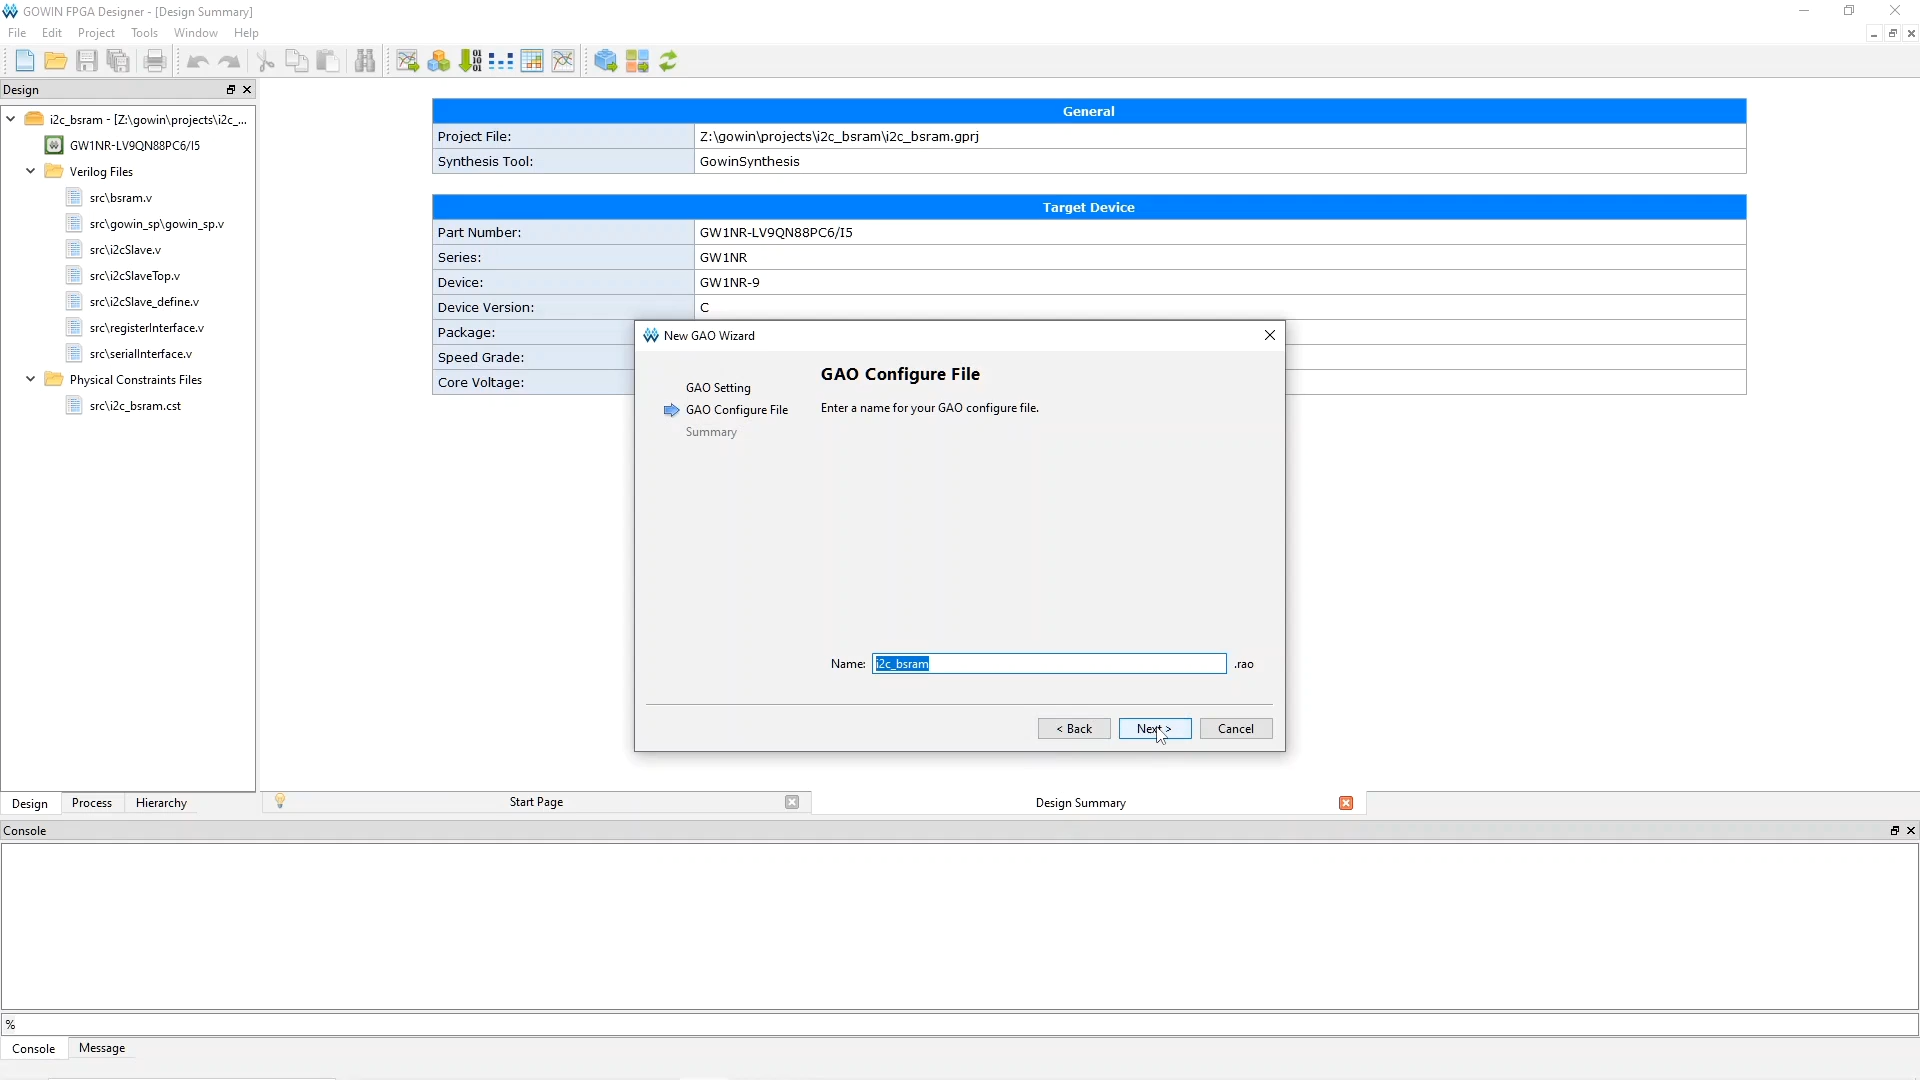 GOWIN FPGA Designer - [Design Summary]
File Edit Project Tools Window Help
Design
i2c_bsram - [Z:\gowin\projects\i2c_...
GW1NR-LV9QN88PC6/I5
Verilog Files
src\bsram.v
src\gowin_sp\gowin_sp.v
src\i2cSlave.v
src\i2cSlaveTop.v
src\i2cSlave_define.v
src\registerInterface.v
src\serialInterface.v
Physical Constraints Files
src\i2c_bsram.cst
General
Project File: Z:\gowin\projects\i2c_bsram\i2c_bsram.gprj
Synthesis Tool: GowinSynthesis
Target Device
Part Number: GW1NR-LV9QN88PC6/I5
Series: GW1NR
Device: GW1NR-9
Device Version: C
Package:
Speed Grade:
Core Voltage:
New GAO Wizard
GAO Setting
GAO Configure File
Summary
GAO Configure File
Enter a name for your GAO configure file.
Name: i2c_bsram .rao
< Back Next > Cancel
Design Process Hierarchy
Start Page Design Summary
Console
%
Console Message